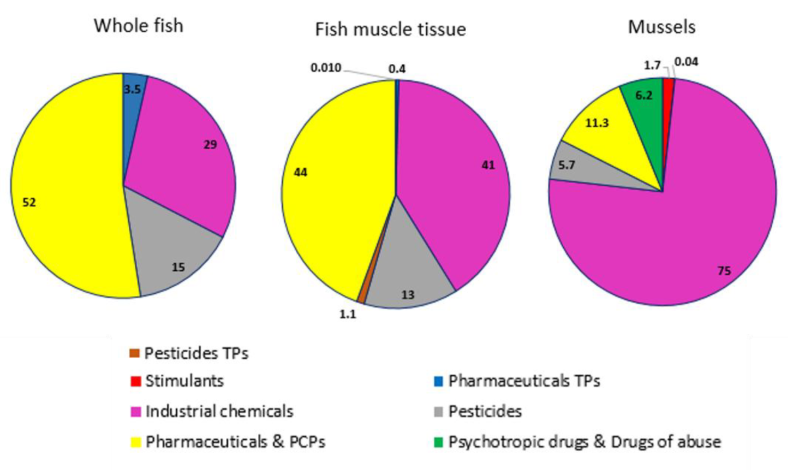 Whole fish
Fish muscle tissue
Mussels
3.5
29
15
52
0.010
0.4
41
13
1.1
44
1.7
0.04
75
5.7
11.3
6.2
Pesticides TPs
Stimulants
Pharmaceuticals TPs
Industrial chemicals
Pesticides
Pharmaceuticals & PCPs
Psychotropic drugs & Drugs of abuse